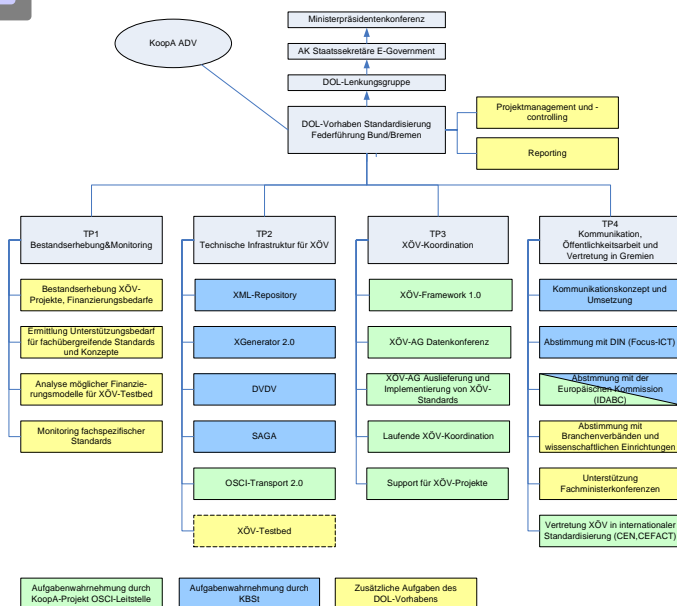 Ministerpräsidentenkonferenz
KoopA ADV
AK Staatssekretäre E-Government
DOL-Lenkungsgruppe
DOL-Vorhaben Standardisierung
Federführung Bund/Bremen
Projektmanagement und -
controlling
Reporting
TP1
Bestandserhebung&Monitoring
Bestandserhebung XÖV-
Projekte, Finanzierungsbedarfe
Ermittlung Unterstützungsbedarf
für fachübergreifende Standards
und Konzepte
Analyse möglicher Finanzie-
rungsmodelle für XÖV-Testbed
Monitoring fachspezifischer
Standards
TP2
Technische Infrastruktur für XÖV
XML-Repository
XGenerator 2.0
DVDV
SAGA
OSCI-Transport 2.0
XÖV-Testbed
TP3
XÖV-Koordination
XÖV-Framework 1.0
XÖV-AG Datenkonferenz
XÖV-AG Auslieferung und
Implementierung von XÖV-
Standards
Laufende XÖV-Koordination
Support für XÖV-Projekte
TP4
Kommunikation,
Öffentlichkeitsarbeit und
Vertretung in Gremien
Kommunikationskonzept und
Umsetzung
Abstimmung mit DIN (Focus-ICT)
Abstmmung mit der
Europäischen Kommission
(IDABC)
Abstimmung mit
Branchenverbänden und
wissenschaftlichen Einrichtungen
Unterstützung
Fachministerkonferenzen
Vertretung XÖV in internationaler
Standardisierung (CEN,CEFACT)
Aufgabenwahrnehmung durch
KoopA-Projekt OSCI-Leitstelle
Aufgabenwahrnehmung durch
KBSt
Zusätzliche Aufgaben des
DOL-Vorhabens